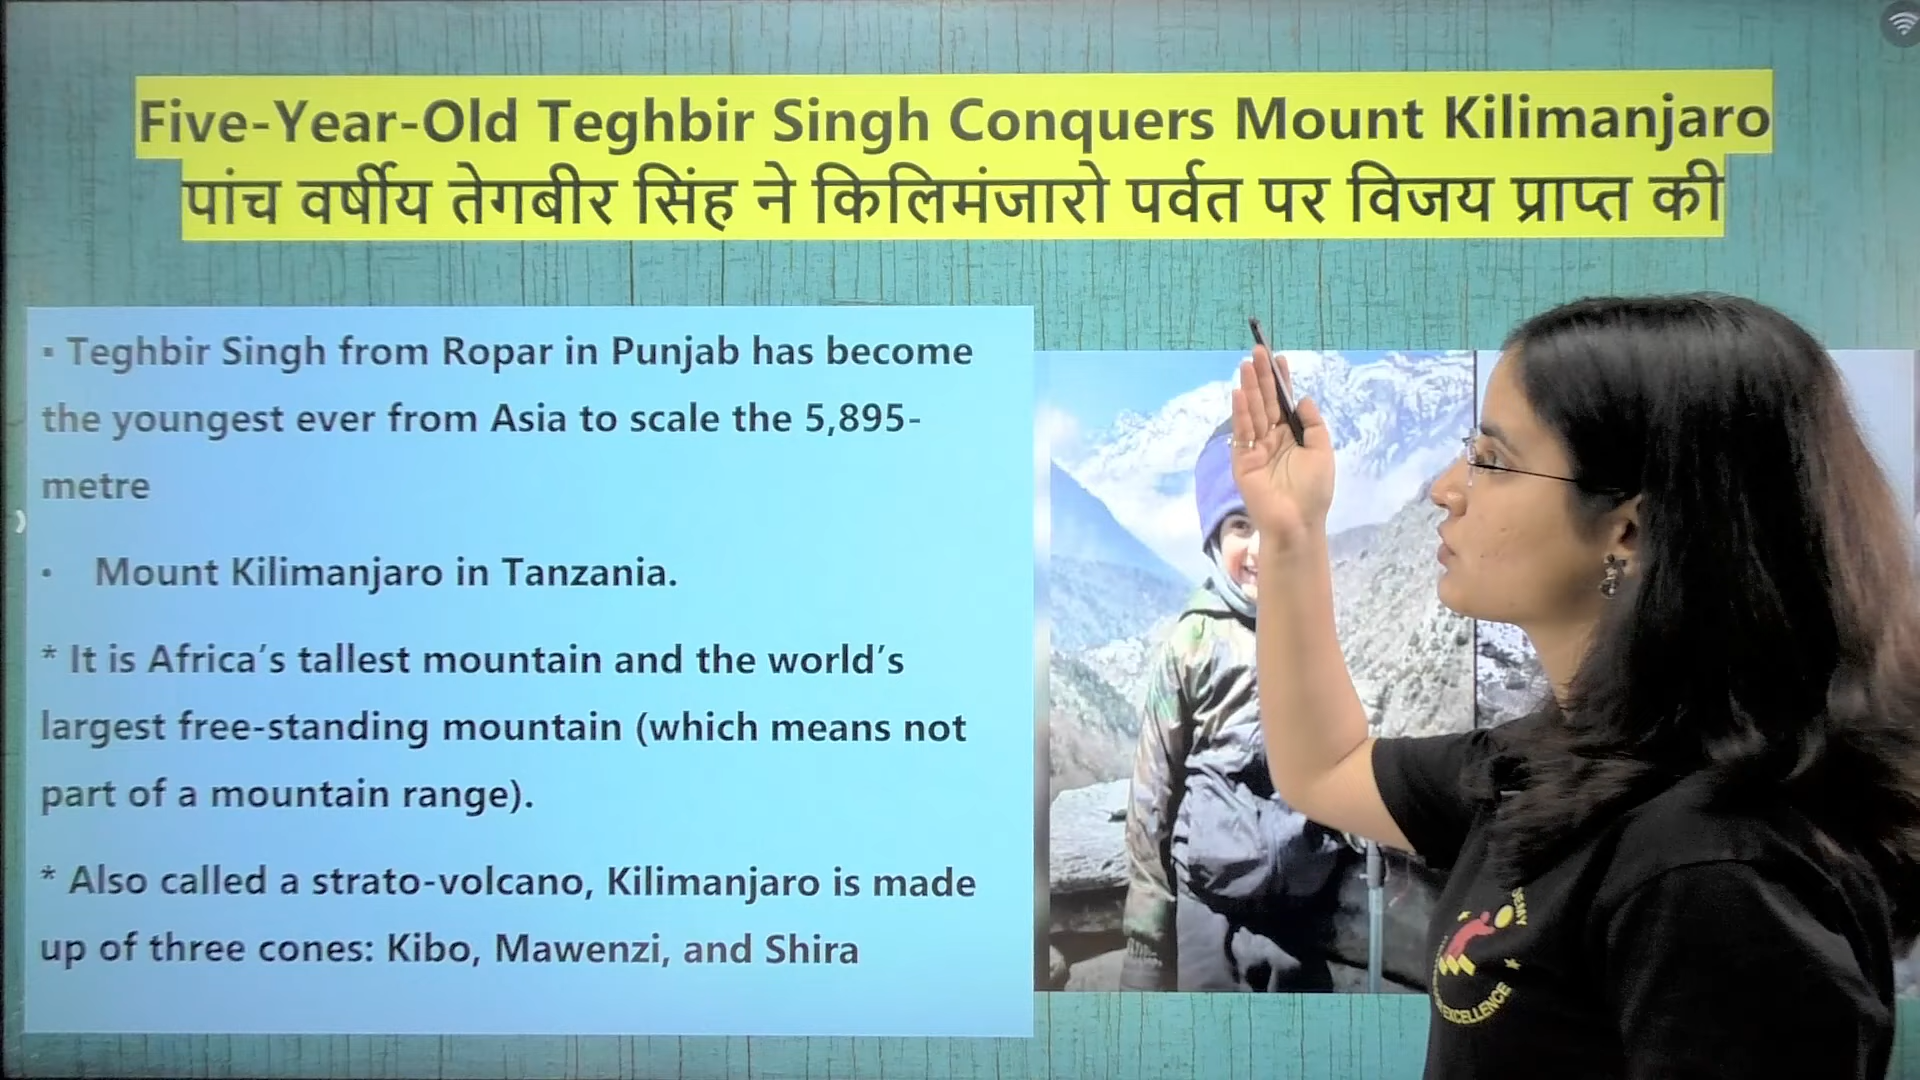 Five-Year-Old Teghbir Singh Conquers Mount Kilimanjaro
पांच वर्षीय तेगबीर सिंह ने किलिमंजारो पर्वत पर विजय प्राप्त की
▪ Teghbir Singh from Ropar in Punjab has become
the youngest ever from Asia to scale the 5,895-
metre
• Mount Kilimanjaro in Tanzania.
* It is Africa's tallest mountain and the world's
largest free-standing mountain (which means not
part of a mountain range).
* Also called a strato-volcano, Kilimanjaro is made
up of three cones: Kibo, Mawenzi, and Shira
EXCELLENCE